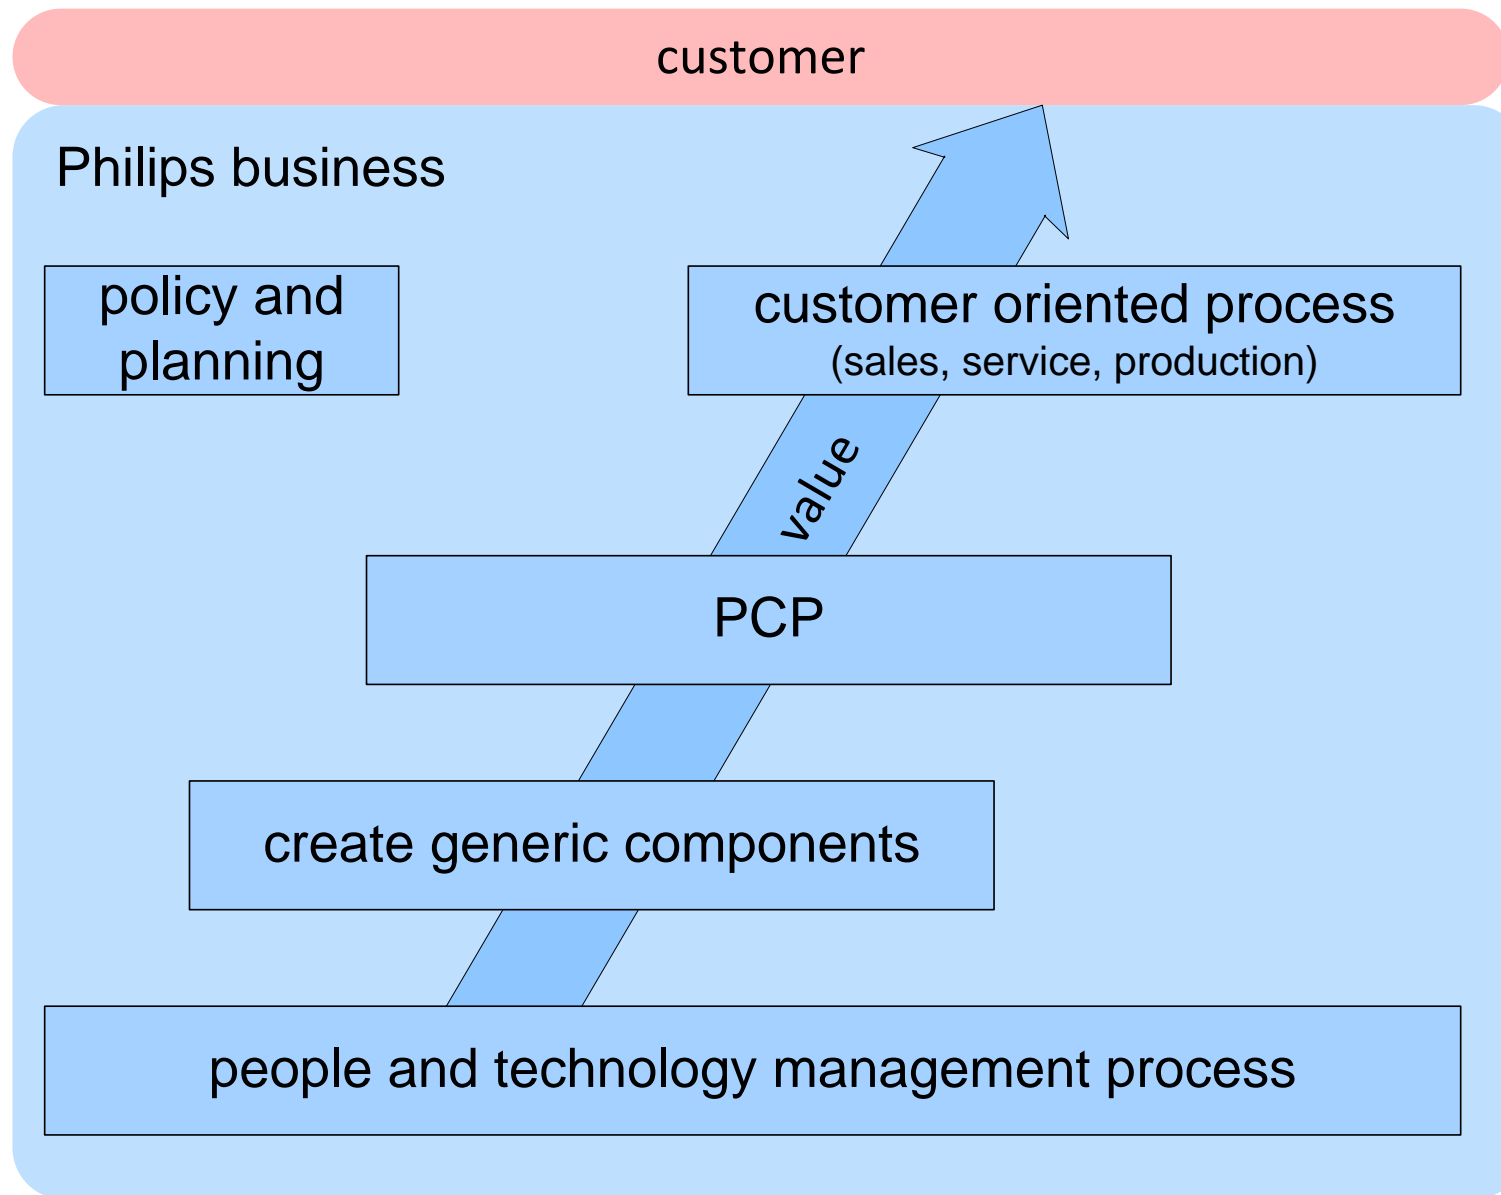 customer
Philips business
policy and
planning
customer oriented process
(sales, service, production)
value
PCP
create generic components
people and technology management process